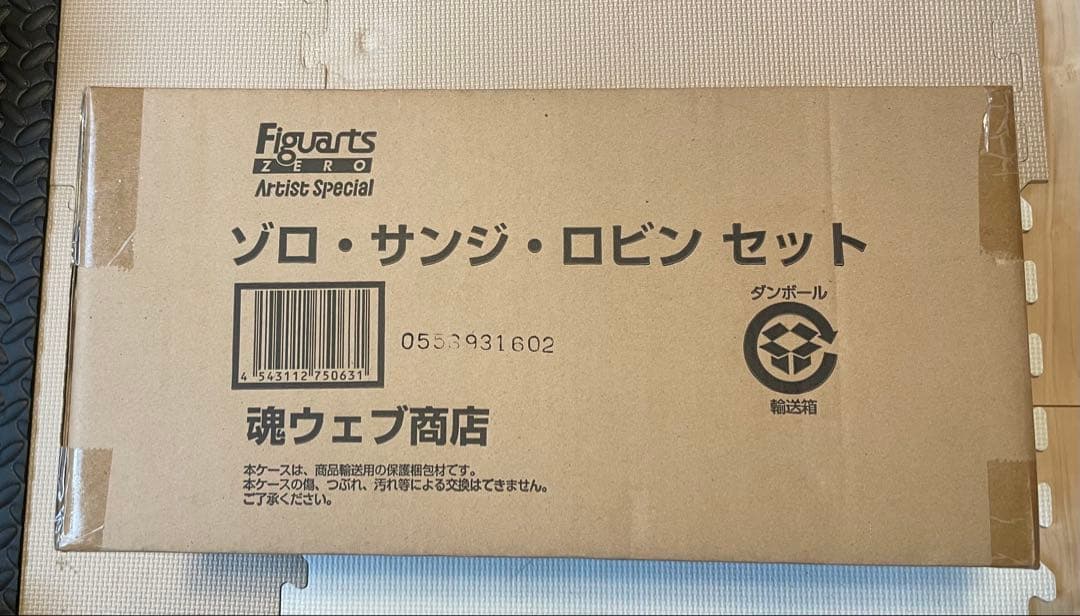 Figuarts
ZERO
Artist Special
ゾロ・サンジ・ロビン セット
4 543112 750631
0553931602
ダンボール
輸送箱
魂ウェブ商店
本ケースは、商品輸送用の保護梱包材です。
本ケースの傷、つぶれ、汚れ等による交換はできません。
ご了承ください。